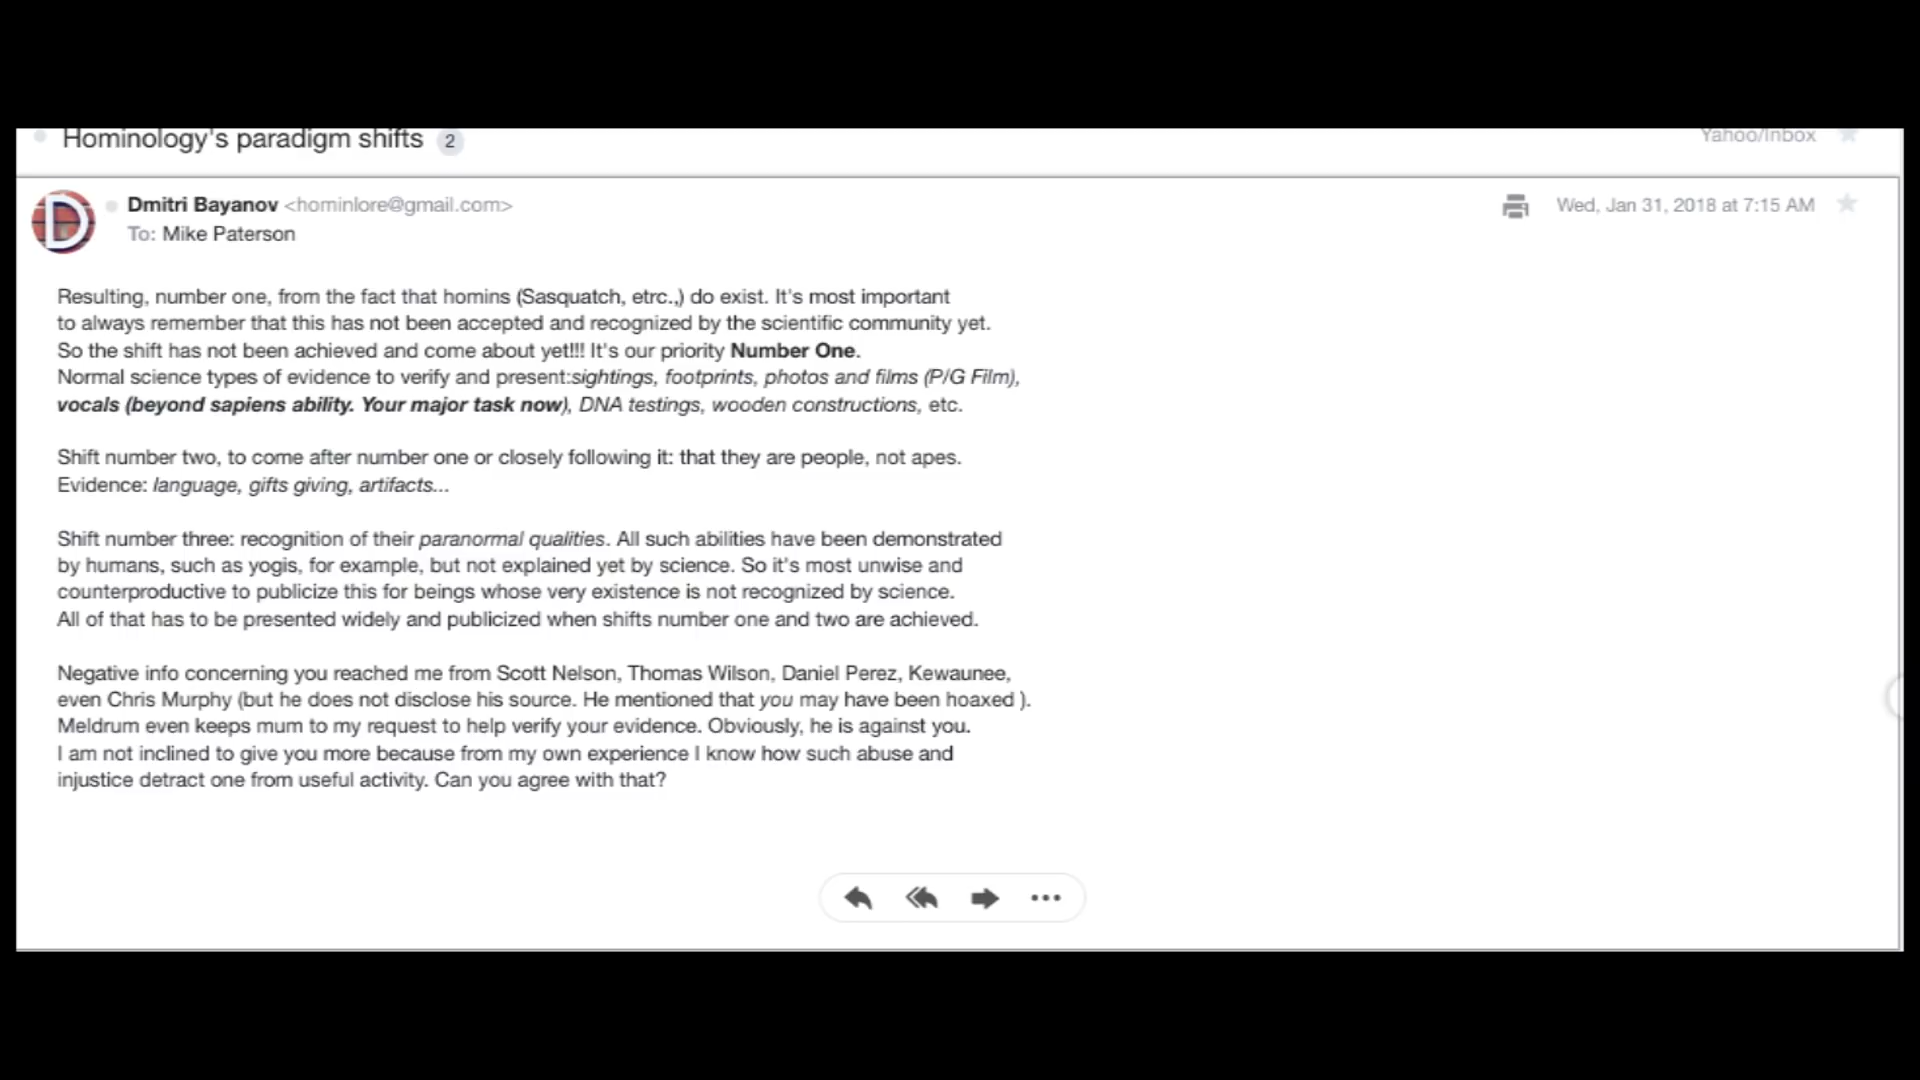 Hominology's paradigm shifts 2
Yahoo/Inbox
D
Dmitri Bayanov <hominlore@gmail.com>
Wed, Jan 31, 2018 at 7:15 AM
To: Mike Paterson
Resulting, number one, from the fact that homins (Sasquatch, etrc.,) do exist. It's most important
to always remember that this has not been accepted and recognized by the scientific community yet.
So the shift has not been achieved and come about yet!!! It's our priority Number One.
Normal science types of evidence to verify and present:sightings, footprints, photos and films (P/G Film),
vocals (beyond sapiens ability. Your major task now), DNA testings, wooden constructions, etc.
Shift number two, to come after number one or closely following it: that they are people, not apes.
Evidence: language, gifts giving, artifacts...
Shift number three: recognition of their paranormal qualities. All such abilities have been demonstrated
by humans, such as yogis, for example, but not explained yet by science. So it's most unwise and
counterproductive to publicize this for beings whose very existence is not recognized by science.
All of that has to be presented widely and publicized when shifts number one and two are achieved.
Negative info concerning you reached me from Scott Nelson, Thomas Wilson, Daniel Perez, Kewaunee,
even Chris Murphy (but he does not disclose his source. He mentioned that you may have been hoaxed ).
Meldrum even keeps mum to my request to help verify your evidence. Obviously, he is against you.
I am not inclined to give you more because from my own experience I know how such abuse and
injustice detract one from useful activity. Can you agree with that?